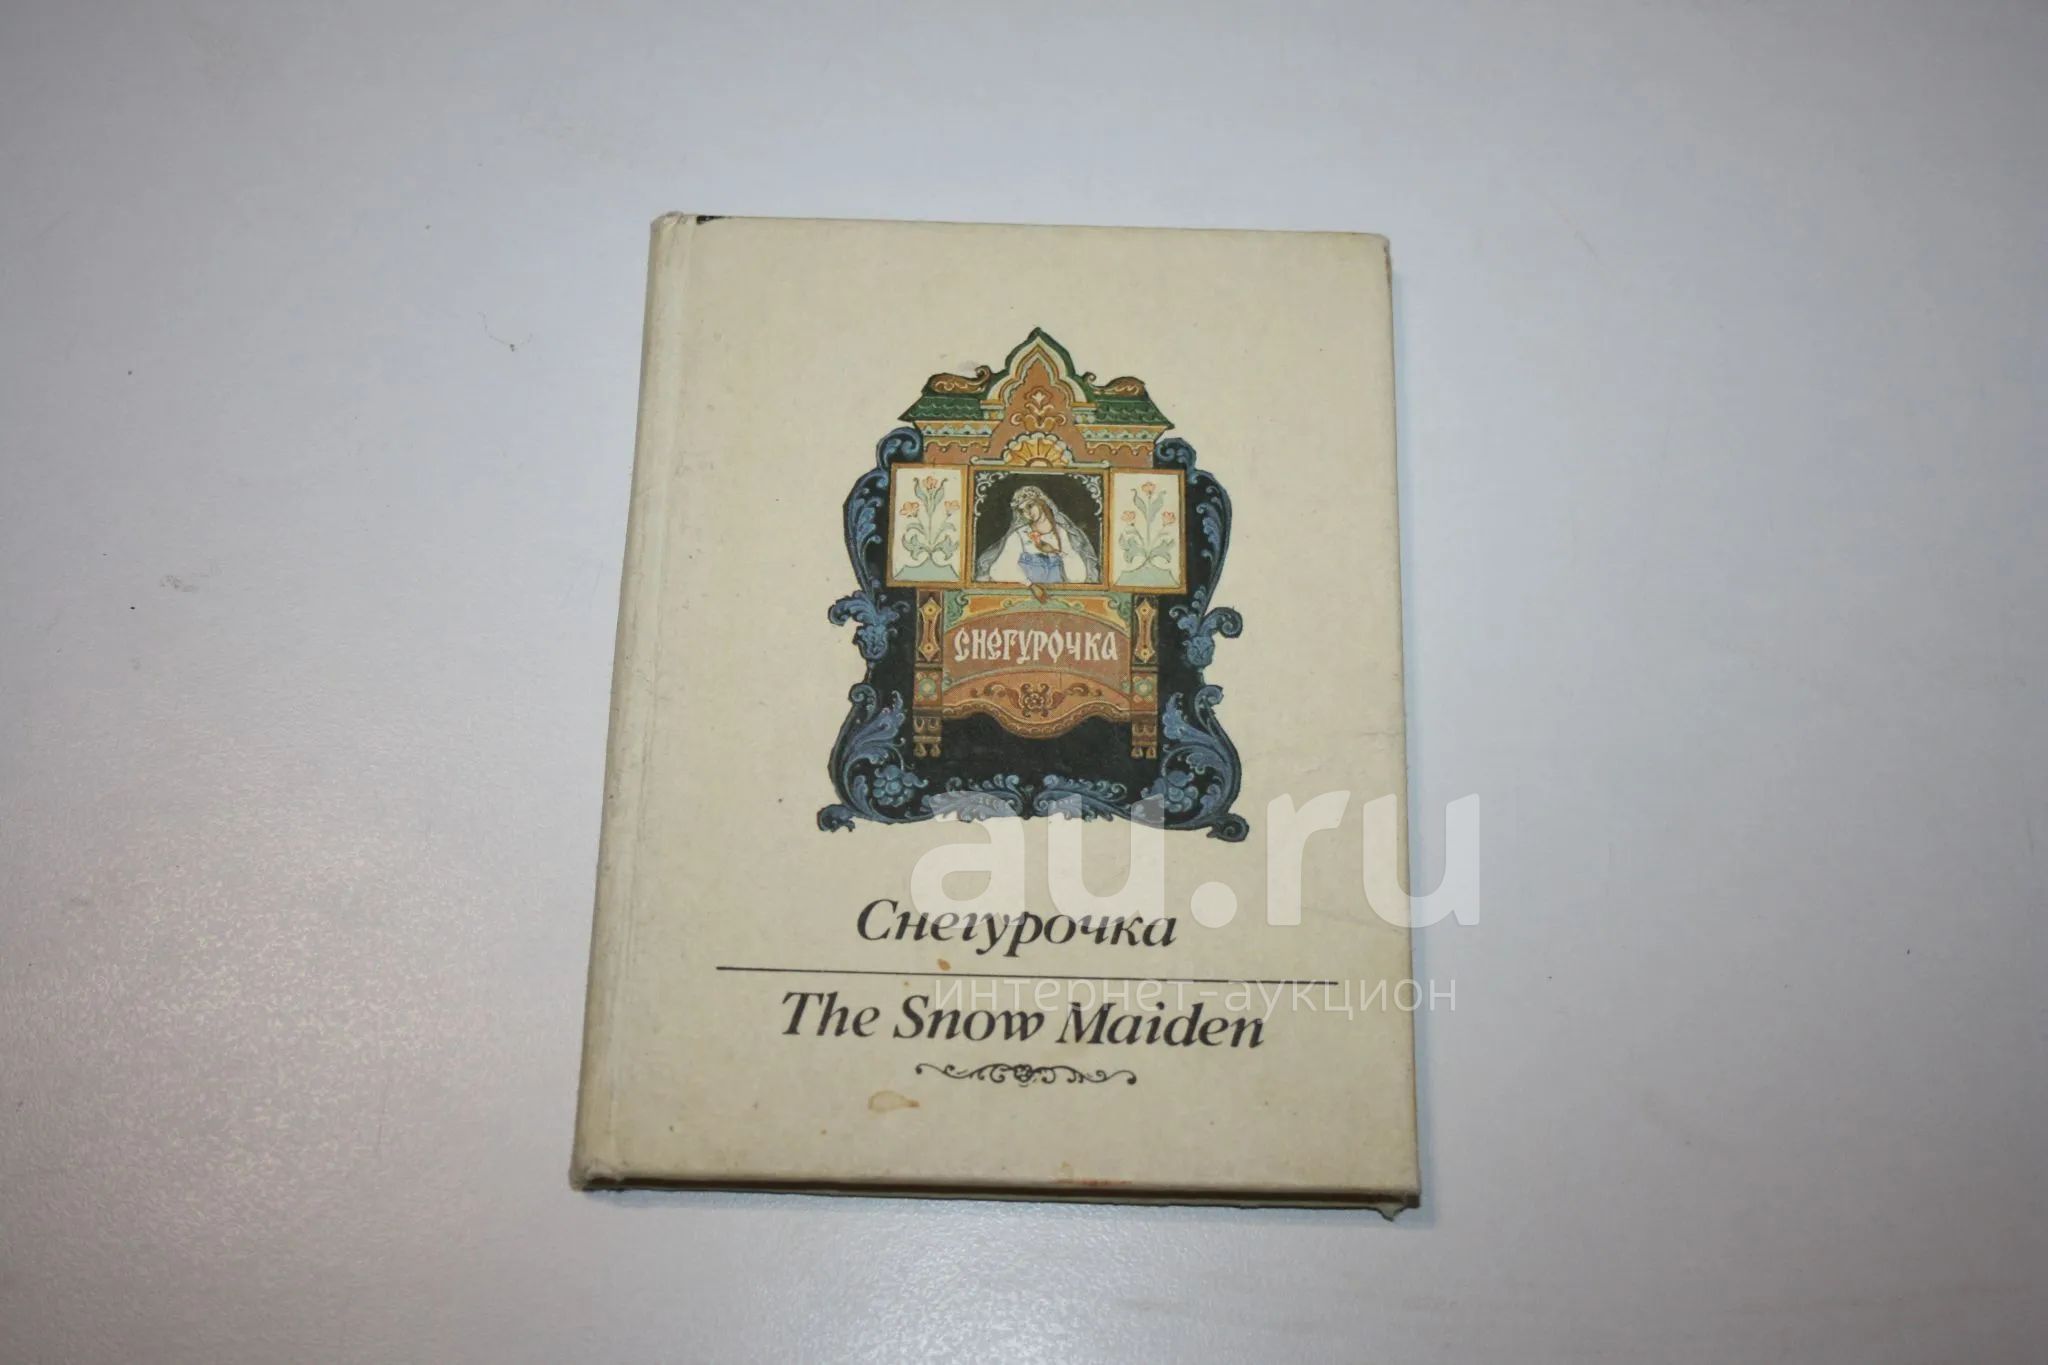 СНЕГУРОЧКА
Снегурочка
The Snow Maiden
au.ru
интернет-аукцион